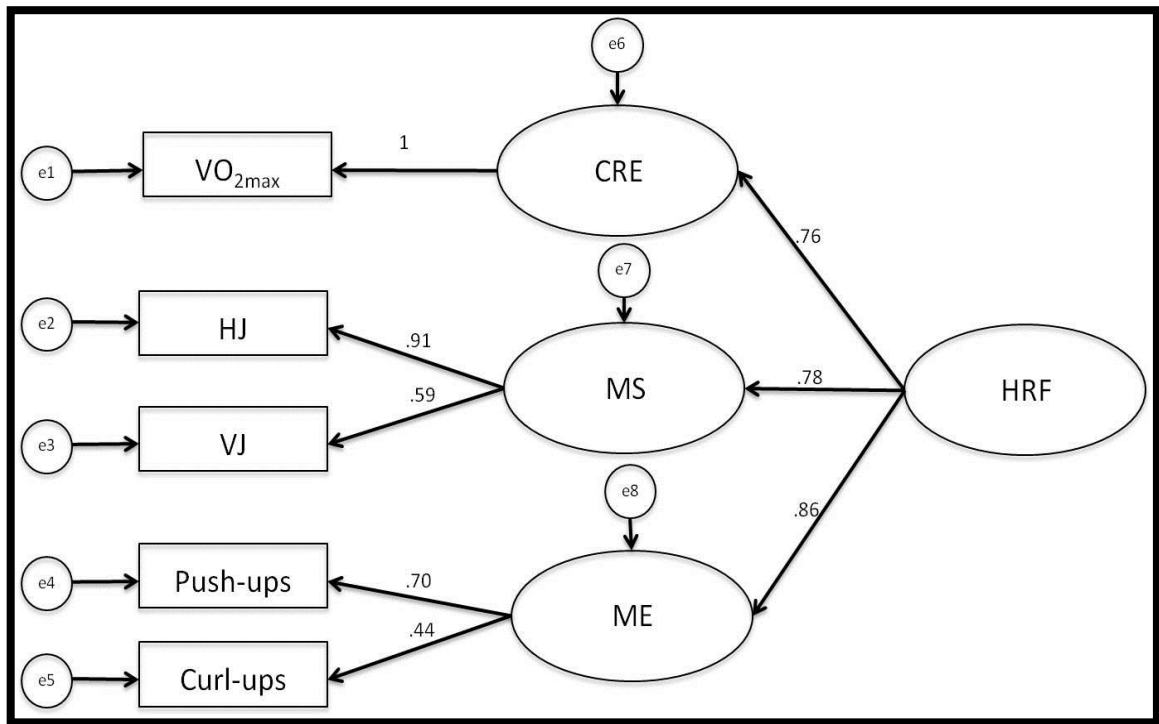 e6
e1
VO2max
1
CRE
.76
e7
e2
HJ
.91
MS
.78
HRF
.59
e3
VJ
e8
.86
e4
Push-ups
.70
ME
.44
e5
Curl-ups